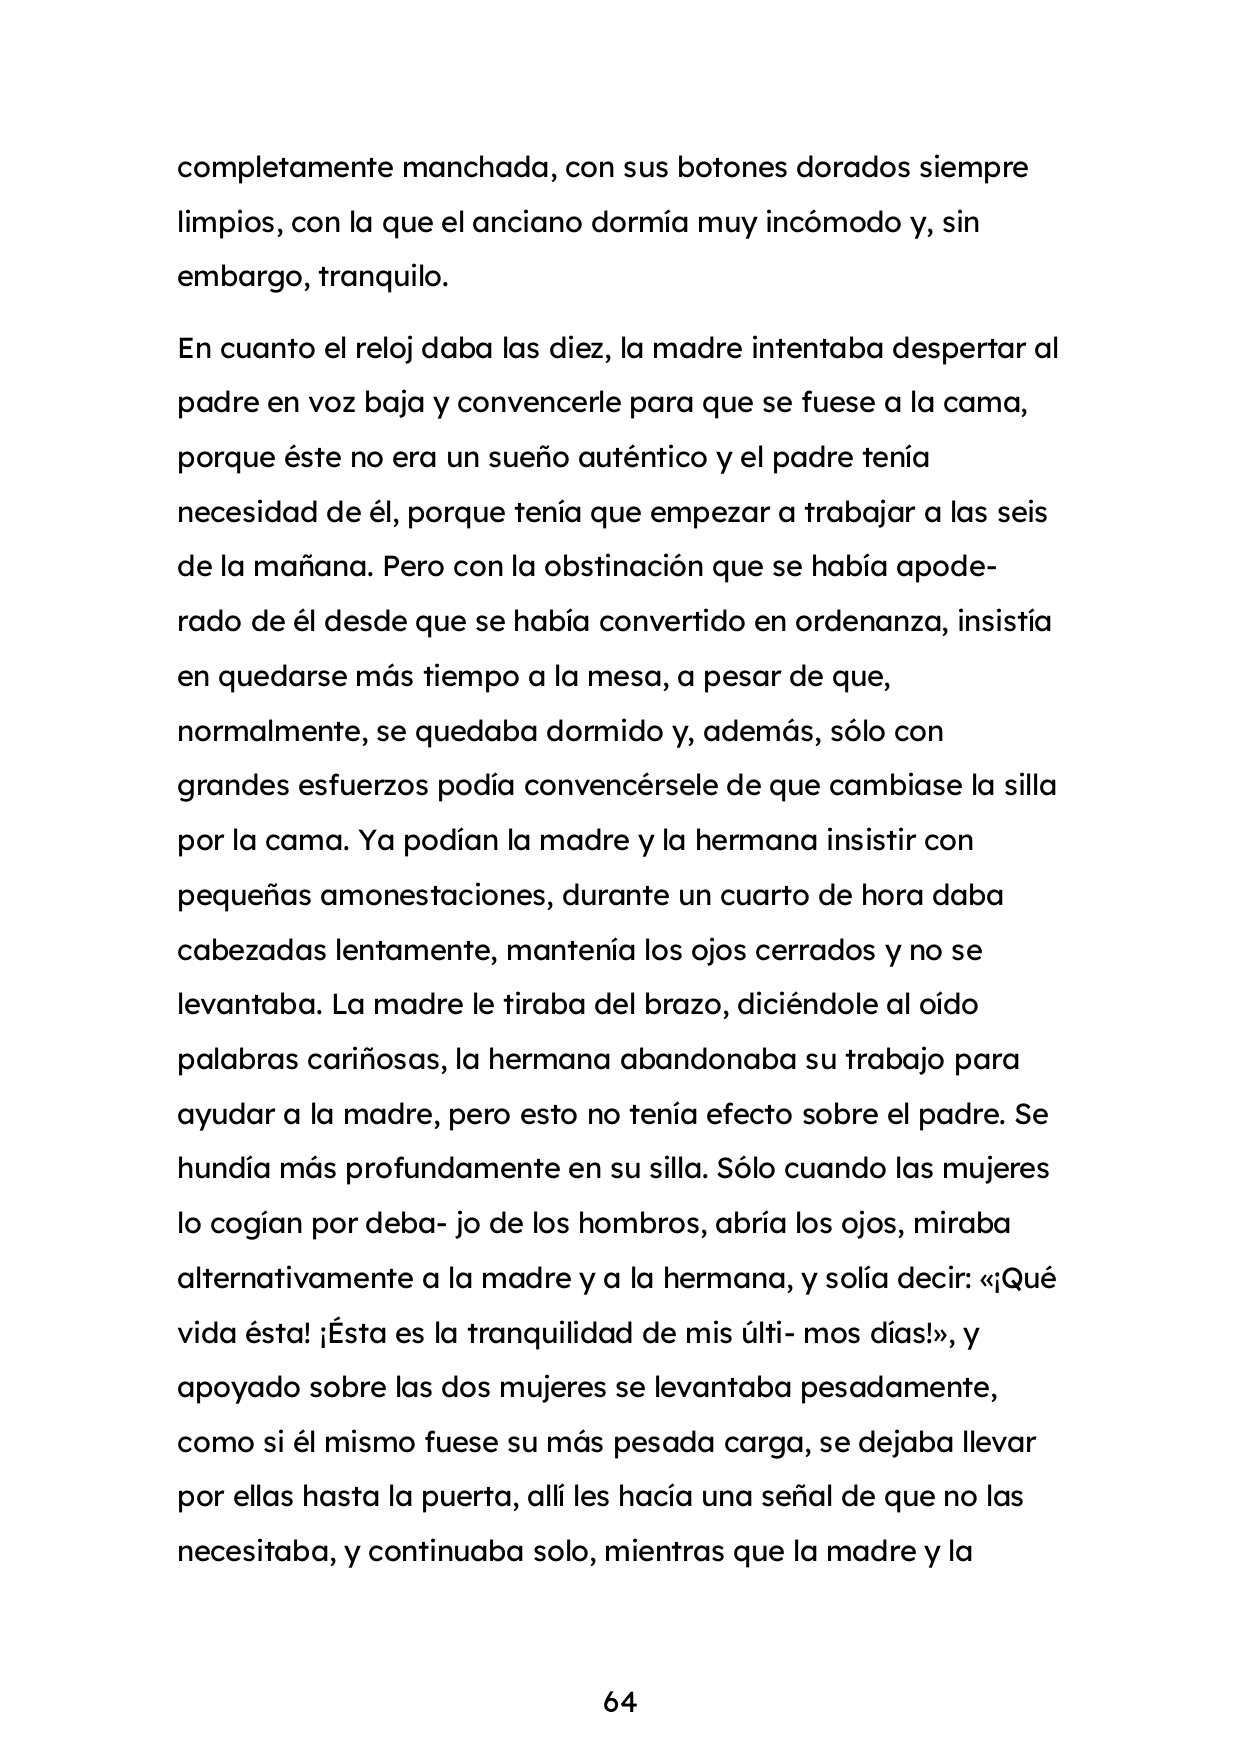 completamente manchada, con sus botones dorados siempre
limpios, con la que el anciano dormía muy incómodo y, sin
embargo, tranquilo.
En cuanto el reloj daba las diez, la madre intentaba despertar al
padre en voz baja y convencerle para que se fuese a la cama,
porque éste no era un sueño auténtico y el padre tenía
necesidad de él, porque tenía que empezar a trabajar a las seis
de la mañana. Pero con la obstinación que se había apode-
rado de él desde que se había convertido en ordenanza, insistía
en quedarse más tiempo a la mesa, a pesar de que,
normalmente, se quedaba dormido y, además, sólo con
grandes esfuerzos podía convencérsele de que cambiase la silla
por la cama. Ya podían la madre y la hermana insistir con
pequeñas amonestaciones, durante un cuarto de hora daba
cabezadas lentamente, mantenía los ojos cerrados y no se
levantaba. La madre le tiraba del brazo, diciéndole al oído
palabras cariñosas, la hermana abandonaba su trabajo para
ayudar a la madre, pero esto no tenía efecto sobre el padre. Se
hundía más profundamente en su silla. Sólo cuando las mujeres
lo cogían por deba- jo de los hombros, abría los ojos, miraba
alternativamente a la madre y a la hermana, y solía decir: «¡Qué
vida ésta! ¡Ésta es la tranquilidad de mis últi- mos días!», y
apoyado sobre las dos mujeres se levantaba pesadamente,
como si él mismo fuese su más pesada carga, se dejaba llevar
por ellas hasta la puerta, allí les hacía una señal de que no las
necesitaba, y continuaba solo, mientras que la madre y la
64